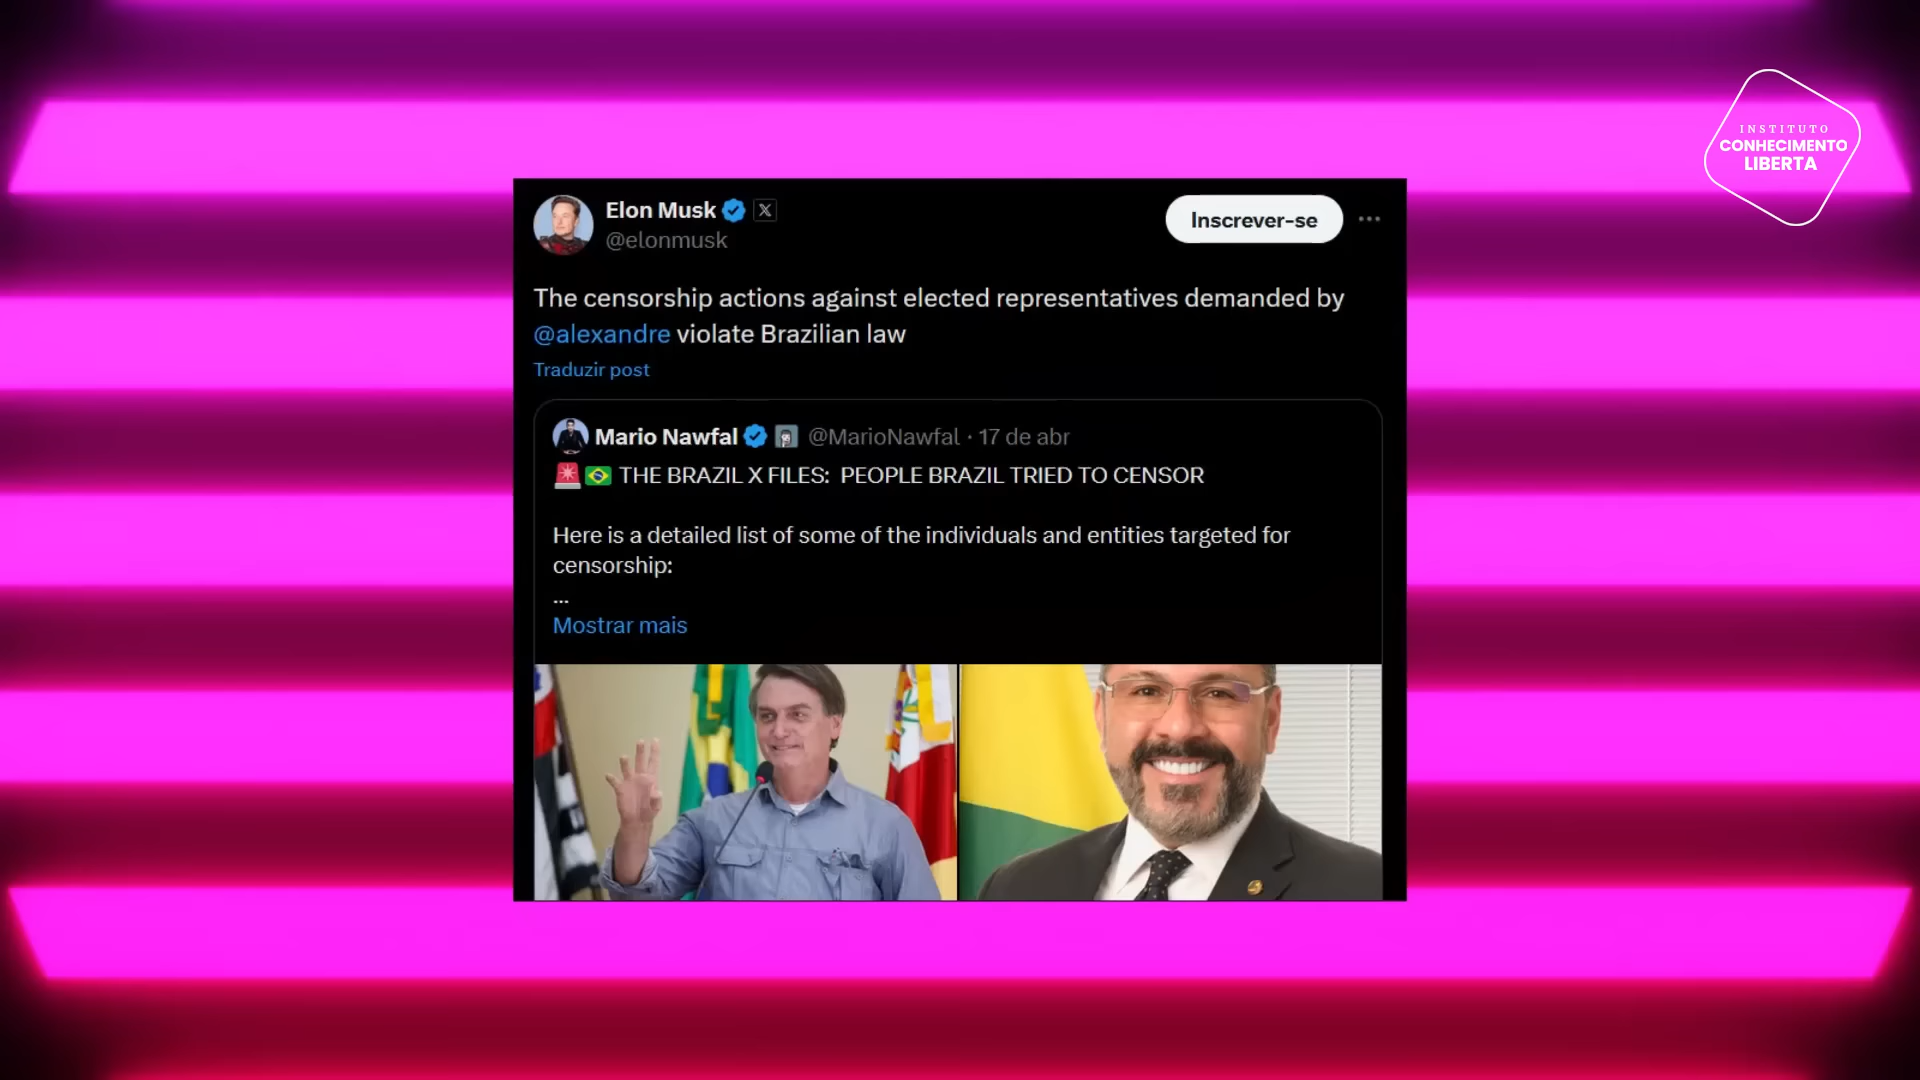 INSTITUTO
CONHECIMENTO
LIBERTA
Elon Musk
@elonmusk
Inscrever-se
The censorship actions against elected representatives demanded by
@alexandre violate Brazilian law
Traduzir post
Mario Nawfal @MarioNawfal · 17 de abr
🚨🇧🇷 THE BRAZIL X FILES: PEOPLE BRAZIL TRIED TO CENSOR
Here is a detailed list of some of the individuals and entities targeted for
censorship:
...
Mostrar mais